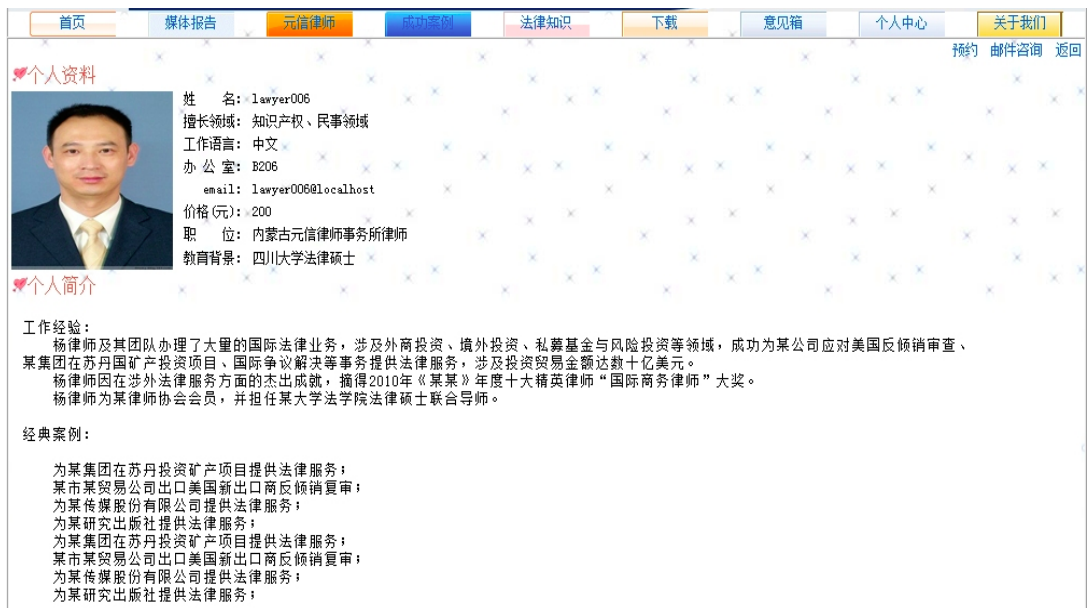 首页 媒体报告 元信律师 成功案例 法律知识 下载 意见箱 个人中心 关于我们
预约 邮件咨询 返回
个人资料
姓 名: lawyer006
擅长领域: 知识产权、民事领域
工作语言: 中文
办 公 室: B206
email: lawyer006@localhost
价格(元): 200
职 位: 内蒙古元信律师事务所律师
教育背景: 四川大学法律硕士
个人简介
工作经验:
杨律师及其团队办理了大量的国际法律业务，涉及外商投资、境外投资、私募基金与风险投资等领域，成功为某公司应对美国反倾销审查、
某集团在苏丹国矿产投资项目、国际争议解决等事务提供法律服务，涉及投资贸易金额达数十亿美元。
杨律师因在涉外法律服务方面的杰出成就，摘得2010年《某某》年度十大精英律师“国际商务律师”大奖。
杨律师为某律师协会会员，并担任某大学法学院法律硕士联合导师。
经典案例:
为某集团在苏丹投资矿产项目提供法律服务；
某市某贸易公司出口美国新出口商反倾销复审；
为某传媒股份有限公司提供法律服务；
为某研究出版社提供法律服务；
为某集团在苏丹投资矿产项目提供法律服务；
某市某贸易公司出口美国新出口商反倾销复审；
为某传媒股份有限公司提供法律服务；
为某研究出版社提供法律服务；